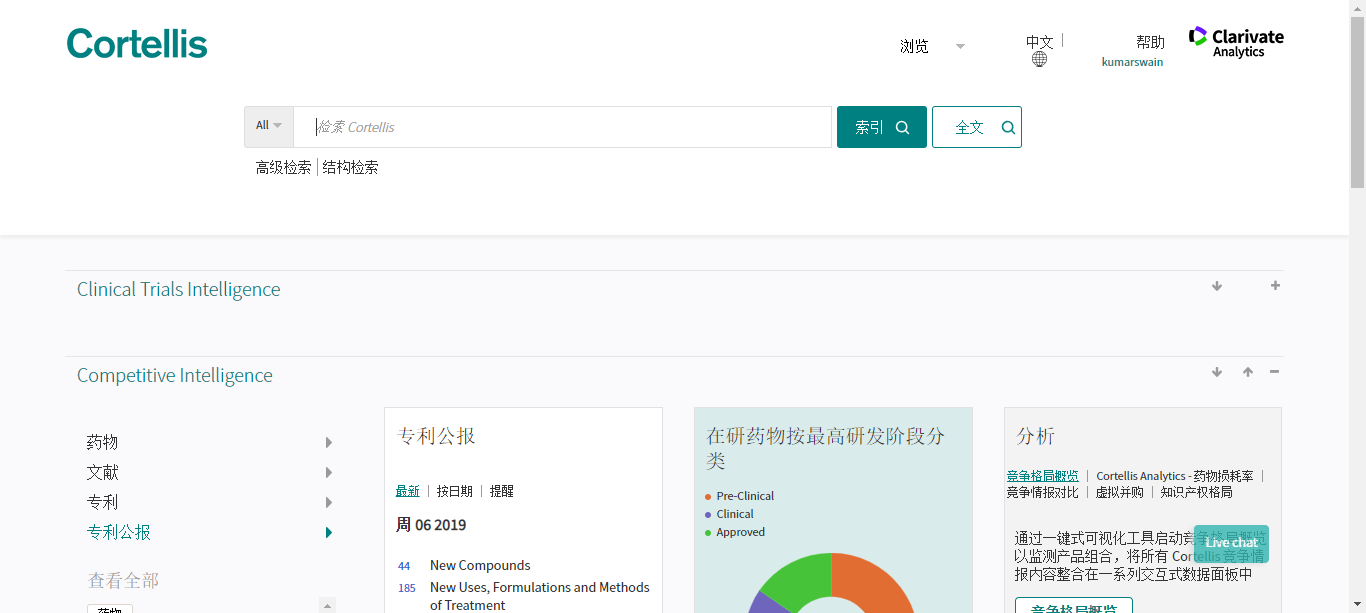 Cortellis
浏览
中文
帮助
kumarswain
Clarivate
Analytics
All
检索 Cortellis
索引
全文
高级检索 | 结构检索
Clinical Trials Intelligence
Competitive Intelligence
药物
文献
专利
专利公报
查看全部
药物
专利公报
最新 | 按日期 | 提醒
周 06 2019
44 New Compounds
185 New Uses, Formulations and Methods
of Treatment
在研药物按最高研发阶段分
类
Pre-Clinical
Clinical
Approved
分析
竞争格局概览 | Cortellis Analytics - 药物损耗率 |
竞争情报对比 | 虚拟并购 | 知识产权格局
通过一键式可视化工具启动竞争格局概览
以监测产品组合，将所有 Cortellis 竞争情
报内容整合在一系列交互式数据面板中
Live chat
竞争格局概览